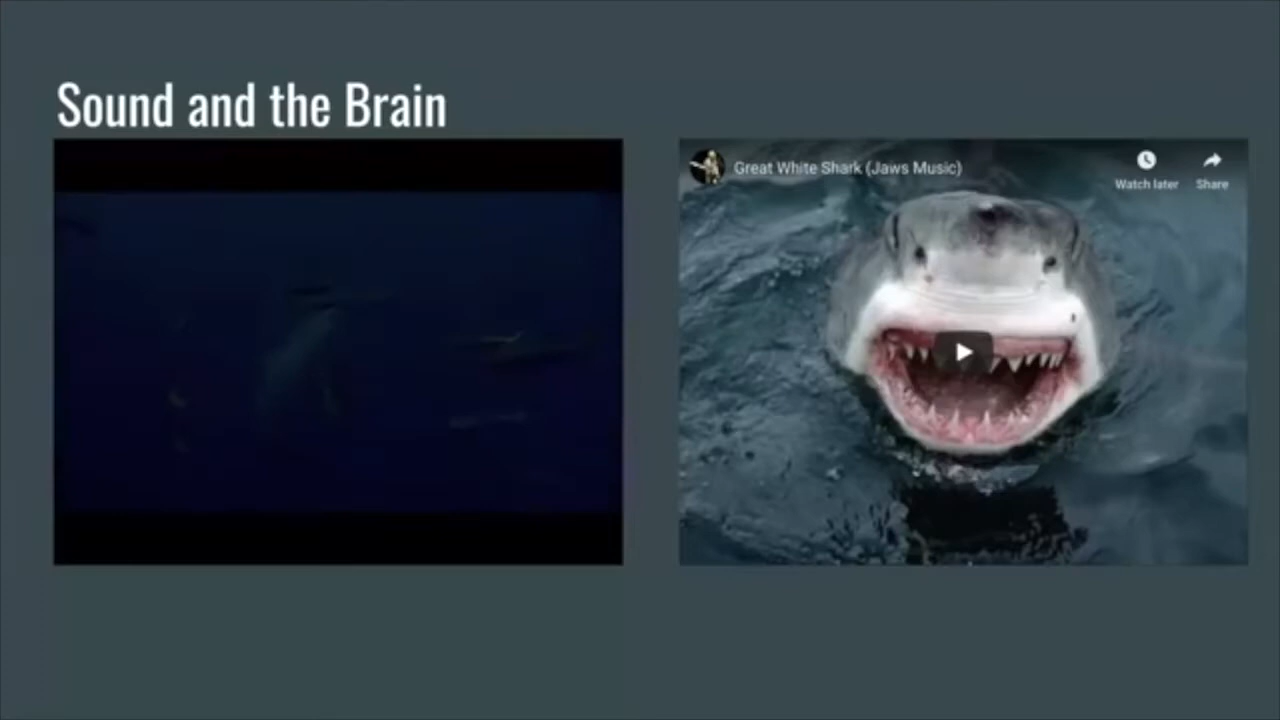 Sound and the Brain
Great White Shark (Jaws Music)
Watch later
Share